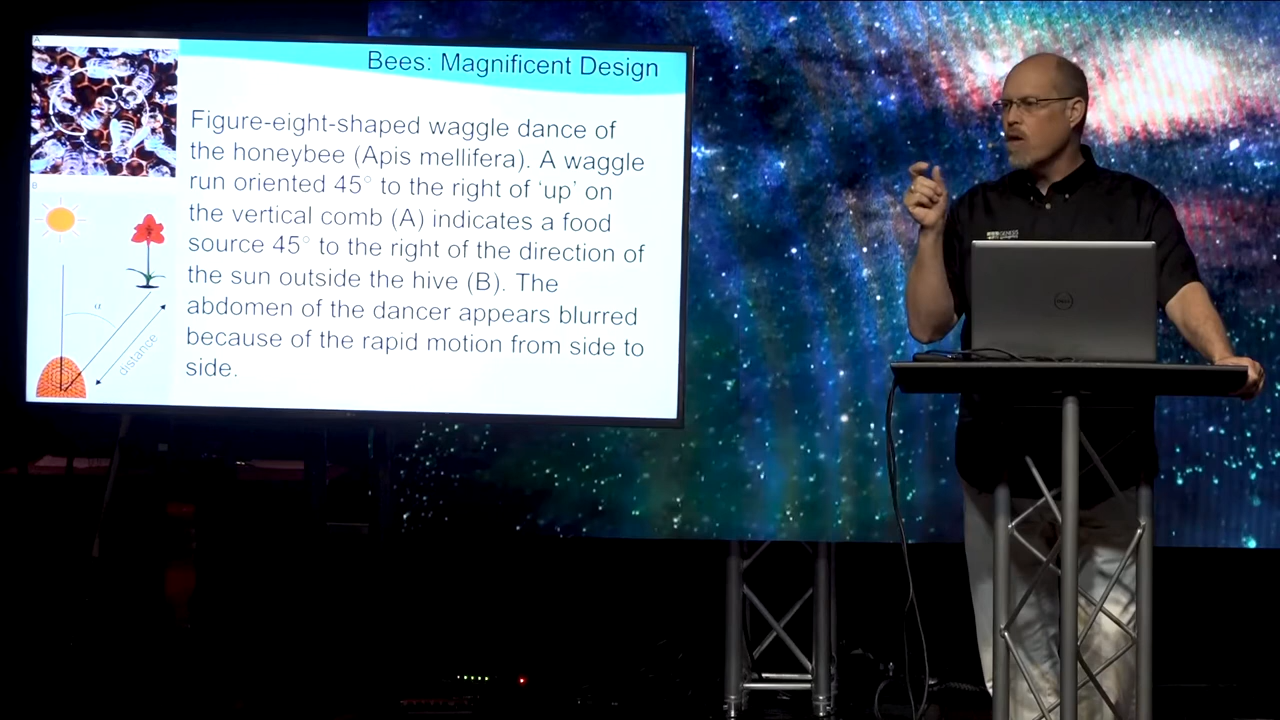 A
Bees: Magnificent Design
Figure-eight-shaped waggle dance of
the honeybee (Apis mellifera). A waggle
run oriented 45° to the right of 'up' on
the vertical comb (A) indicates a food
source 45° to the right of the direction of
the sun outside the hive (B). The
abdomen of the dancer appears blurred
because of the rapid motion from side to
side.
B
α
distance
DELL